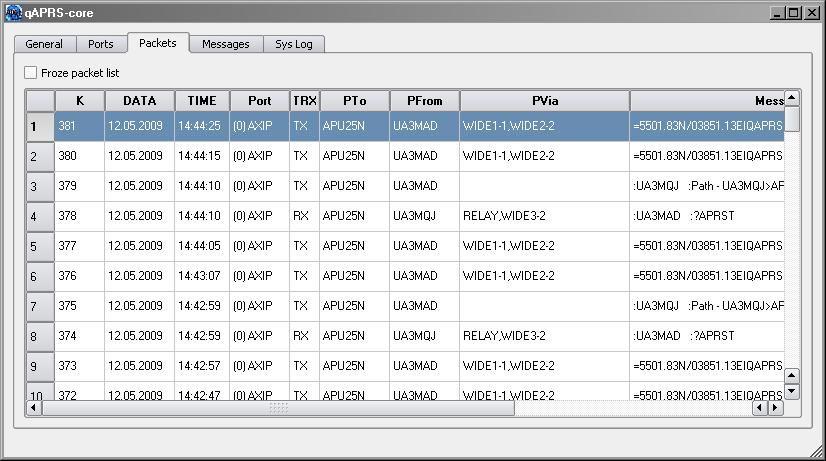 qAPRS-core
General Ports Packets Messages Sys Log
Froze packet list
K DATA TIME Port TRX PTo PFrom PVia Mess
1 381 12.05.2009 14:44:25 (0) AXIP TX APU25N UA3MAD WIDE1-1,WIDE2-2 =5501.83N/03851.13EIQAPRS
2 380 12.05.2009 14:44:15 (0) AXIP TX APU25N UA3MAD WIDE1-1,WIDE2-2 =5501.83N/03851.13EIQAPRS
3 379 12.05.2009 14:44:10 (0) AXIP TX APU25N UA3MAD :UA3MQJ :Path - UA3MQJ>AF
4 378 12.05.2009 14:44:10 (0) AXIP RX APU25N UA3MQJ RELAY,WIDE3-2 :UA3MAD :?APRST
5 377 12.05.2009 14:44:05 (0) AXIP TX APU25N UA3MAD WIDE1-1,WIDE2-2 =5501.83N/03851.13EIQAPRS
6 376 12.05.2009 14:43:07 (0) AXIP TX APU25N UA3MAD WIDE1-1,WIDE2-2 =5501.83N/03851.13EIQAPRS
7 375 12.05.2009 14:42:59 (0) AXIP TX APU25N UA3MAD :UA3MQJ :Path - UA3MQJ>AF
8 374 12.05.2009 14:42:59 (0) AXIP RX APU25N UA3MQJ RELAY,WIDE3-2 :UA3MAD :?APRST
9 373 12.05.2009 14:42:57 (0) AXIP TX APU25N UA3MAD WIDE1-1,WIDE2-2 =5501.83N/03851.13EIQAPRS
10 372 12.05.2009 14:42:47 (0) AXIP TX APU25N UA3MAD WIDE1-1,WIDE2-2 =5501.83N/03851.13EIQAPRS